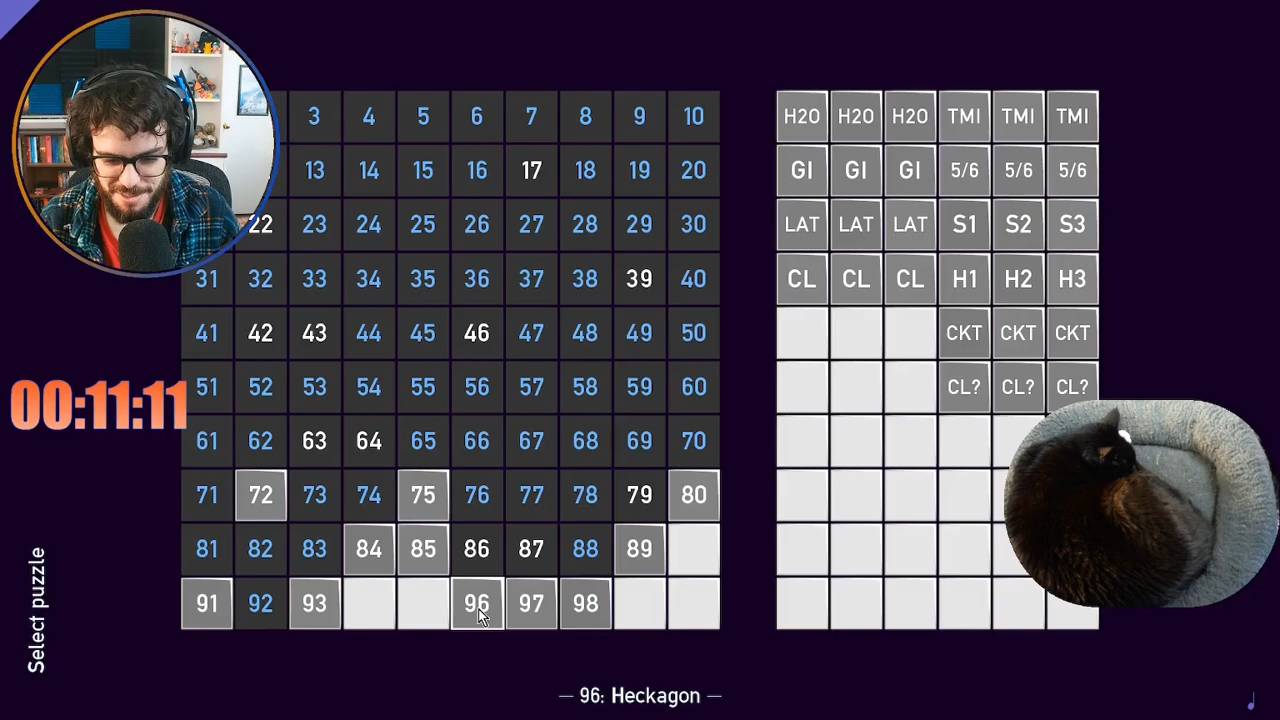 3 4 5 6 7 8 9 10 H2O H2O H2O TMI TMI TMI
13 14 15 16 17 18 19 20 GI GI GI 5/6 5/6 5/6
22 23 24 25 26 27 28 29 30 LAT LAT LAT S1 S2 S3
31 32 33 34 35 36 37 38 39 40 CL CL CL H1 H2 H3
41 42 43 44 45 46 47 48 49 50 CKT CKT CKT
00:11:11
51 52 53 54 55 56 57 58 59 60 CL? CL? CL?
61 62 63 64 65 66 67 68 69 70
71 72 73 74 75 76 77 78 79 80
81 82 83 84 85 86 87 88 89
91 92 93 96 97 98
Select puzzle
— 96: Heckagon —